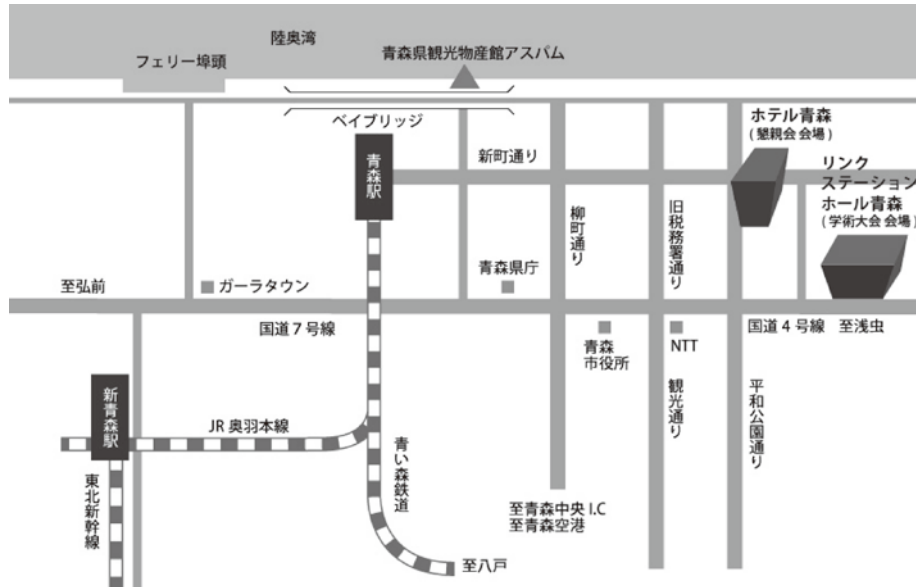 陸奥湾
青森県観光物産館アスパム
フェリー埠頭
ベイブリッジ
ホテル青森
( 懇親会 会場 )
新町通り
青森駅
リンク
ステーション
ホール青森
( 学術大会 会場 )
柳町通り
旧税務署通り
青森県庁
至弘前
ガーラタウン
国道 7 号線
国道 4 号線　至浅虫
青森
市役所
NTT
新青森駅
観光通り
平和公園通り
JR 奥羽本線
青い森鉄道
東北新幹線
至青森中央 I.C
至青森空港
至八戸